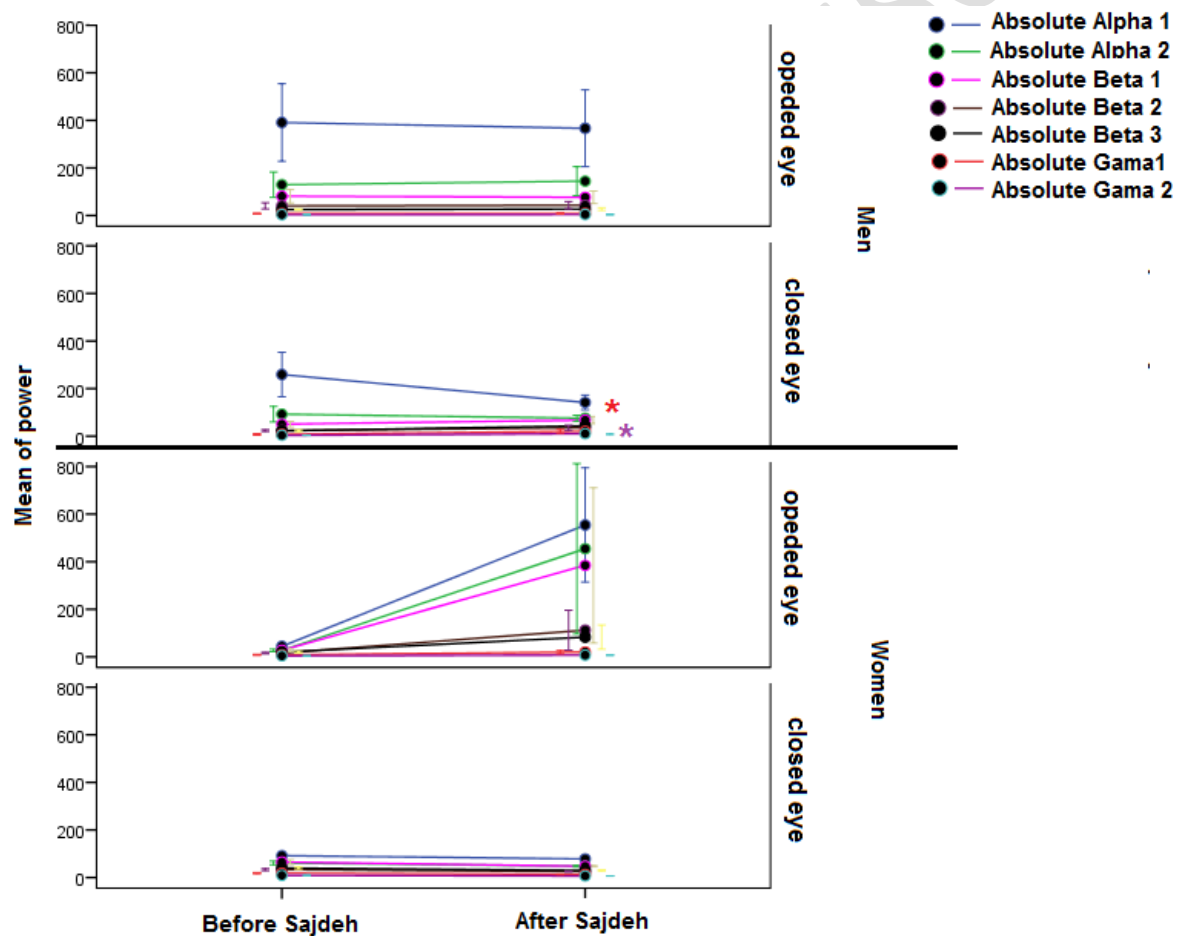 Absolute Alpha 1
Absolute Alpha 2
Absolute Beta 1
Absolute Beta 2
Absolute Beta 3
Absolute Gama1
Absolute Gama 2
800
600
400
200
0
opeded eye
Men
800
600
400
200
0
closed eye
*
*
Mean of power
800
600
400
200
0
opeded eye
Women
800
600
400
200
0
closed eye
Before Sajdeh
After Sajdeh